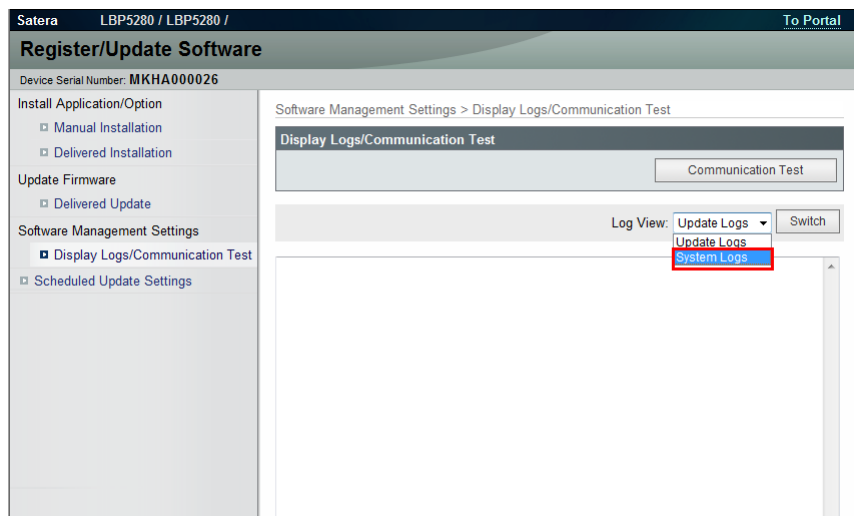 Satera LBP5280 / LBP5280 / To Portal
Register/Update Software
Device Serial Number: MKHA000026
Install Application/Option
Manual Installation
Delivered Installation
Update Firmware
Delivered Update
Software Management Settings
Display Logs/Communication Test
Scheduled Update Settings
Software Management Settings > Display Logs/Communication Test
Display Logs/Communication Test
Communication Test
Log View: Update Logs Switch
Update Logs
System Logs